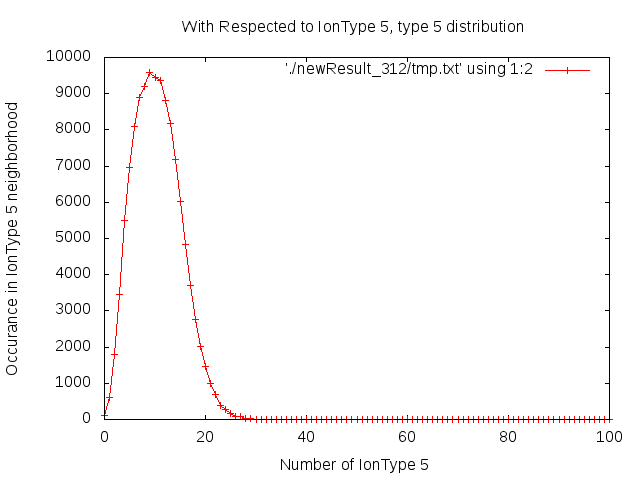 With Respected to IonType 5, type 5 distribution
'./newResult_312/tmp.txt' using 1:2
Occurance in IonType 5 neighborhood
10000
9000
8000
7000
6000
5000
4000
3000
2000
1000
0
0 20 40 60 80 100
Number of IonType 5